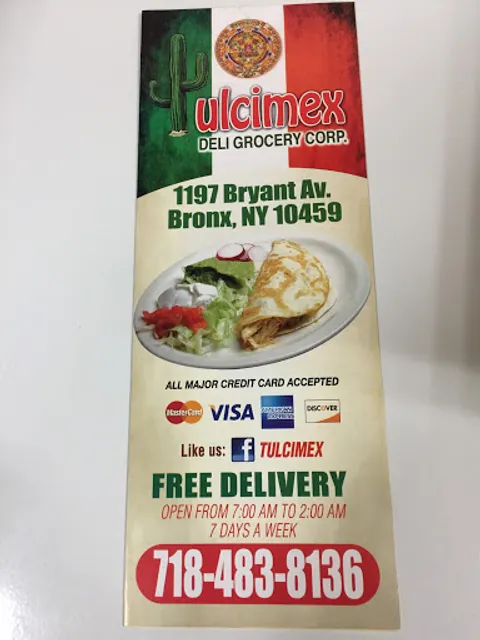 Tulcimex
DELI GROCERY CORP.
1197 Bryant Av.
Bronx, NY 10459
ALL MAJOR CREDIT CARD ACCEPTED
MasterCard VISA AMERICAN EXPRESS DISCOVER
Like us: f TULCIMEX
FREE DELIVERY
OPEN FROM 7:00 AM TO 2:00 AM
7 DAYS A WEEK
718-483-8136